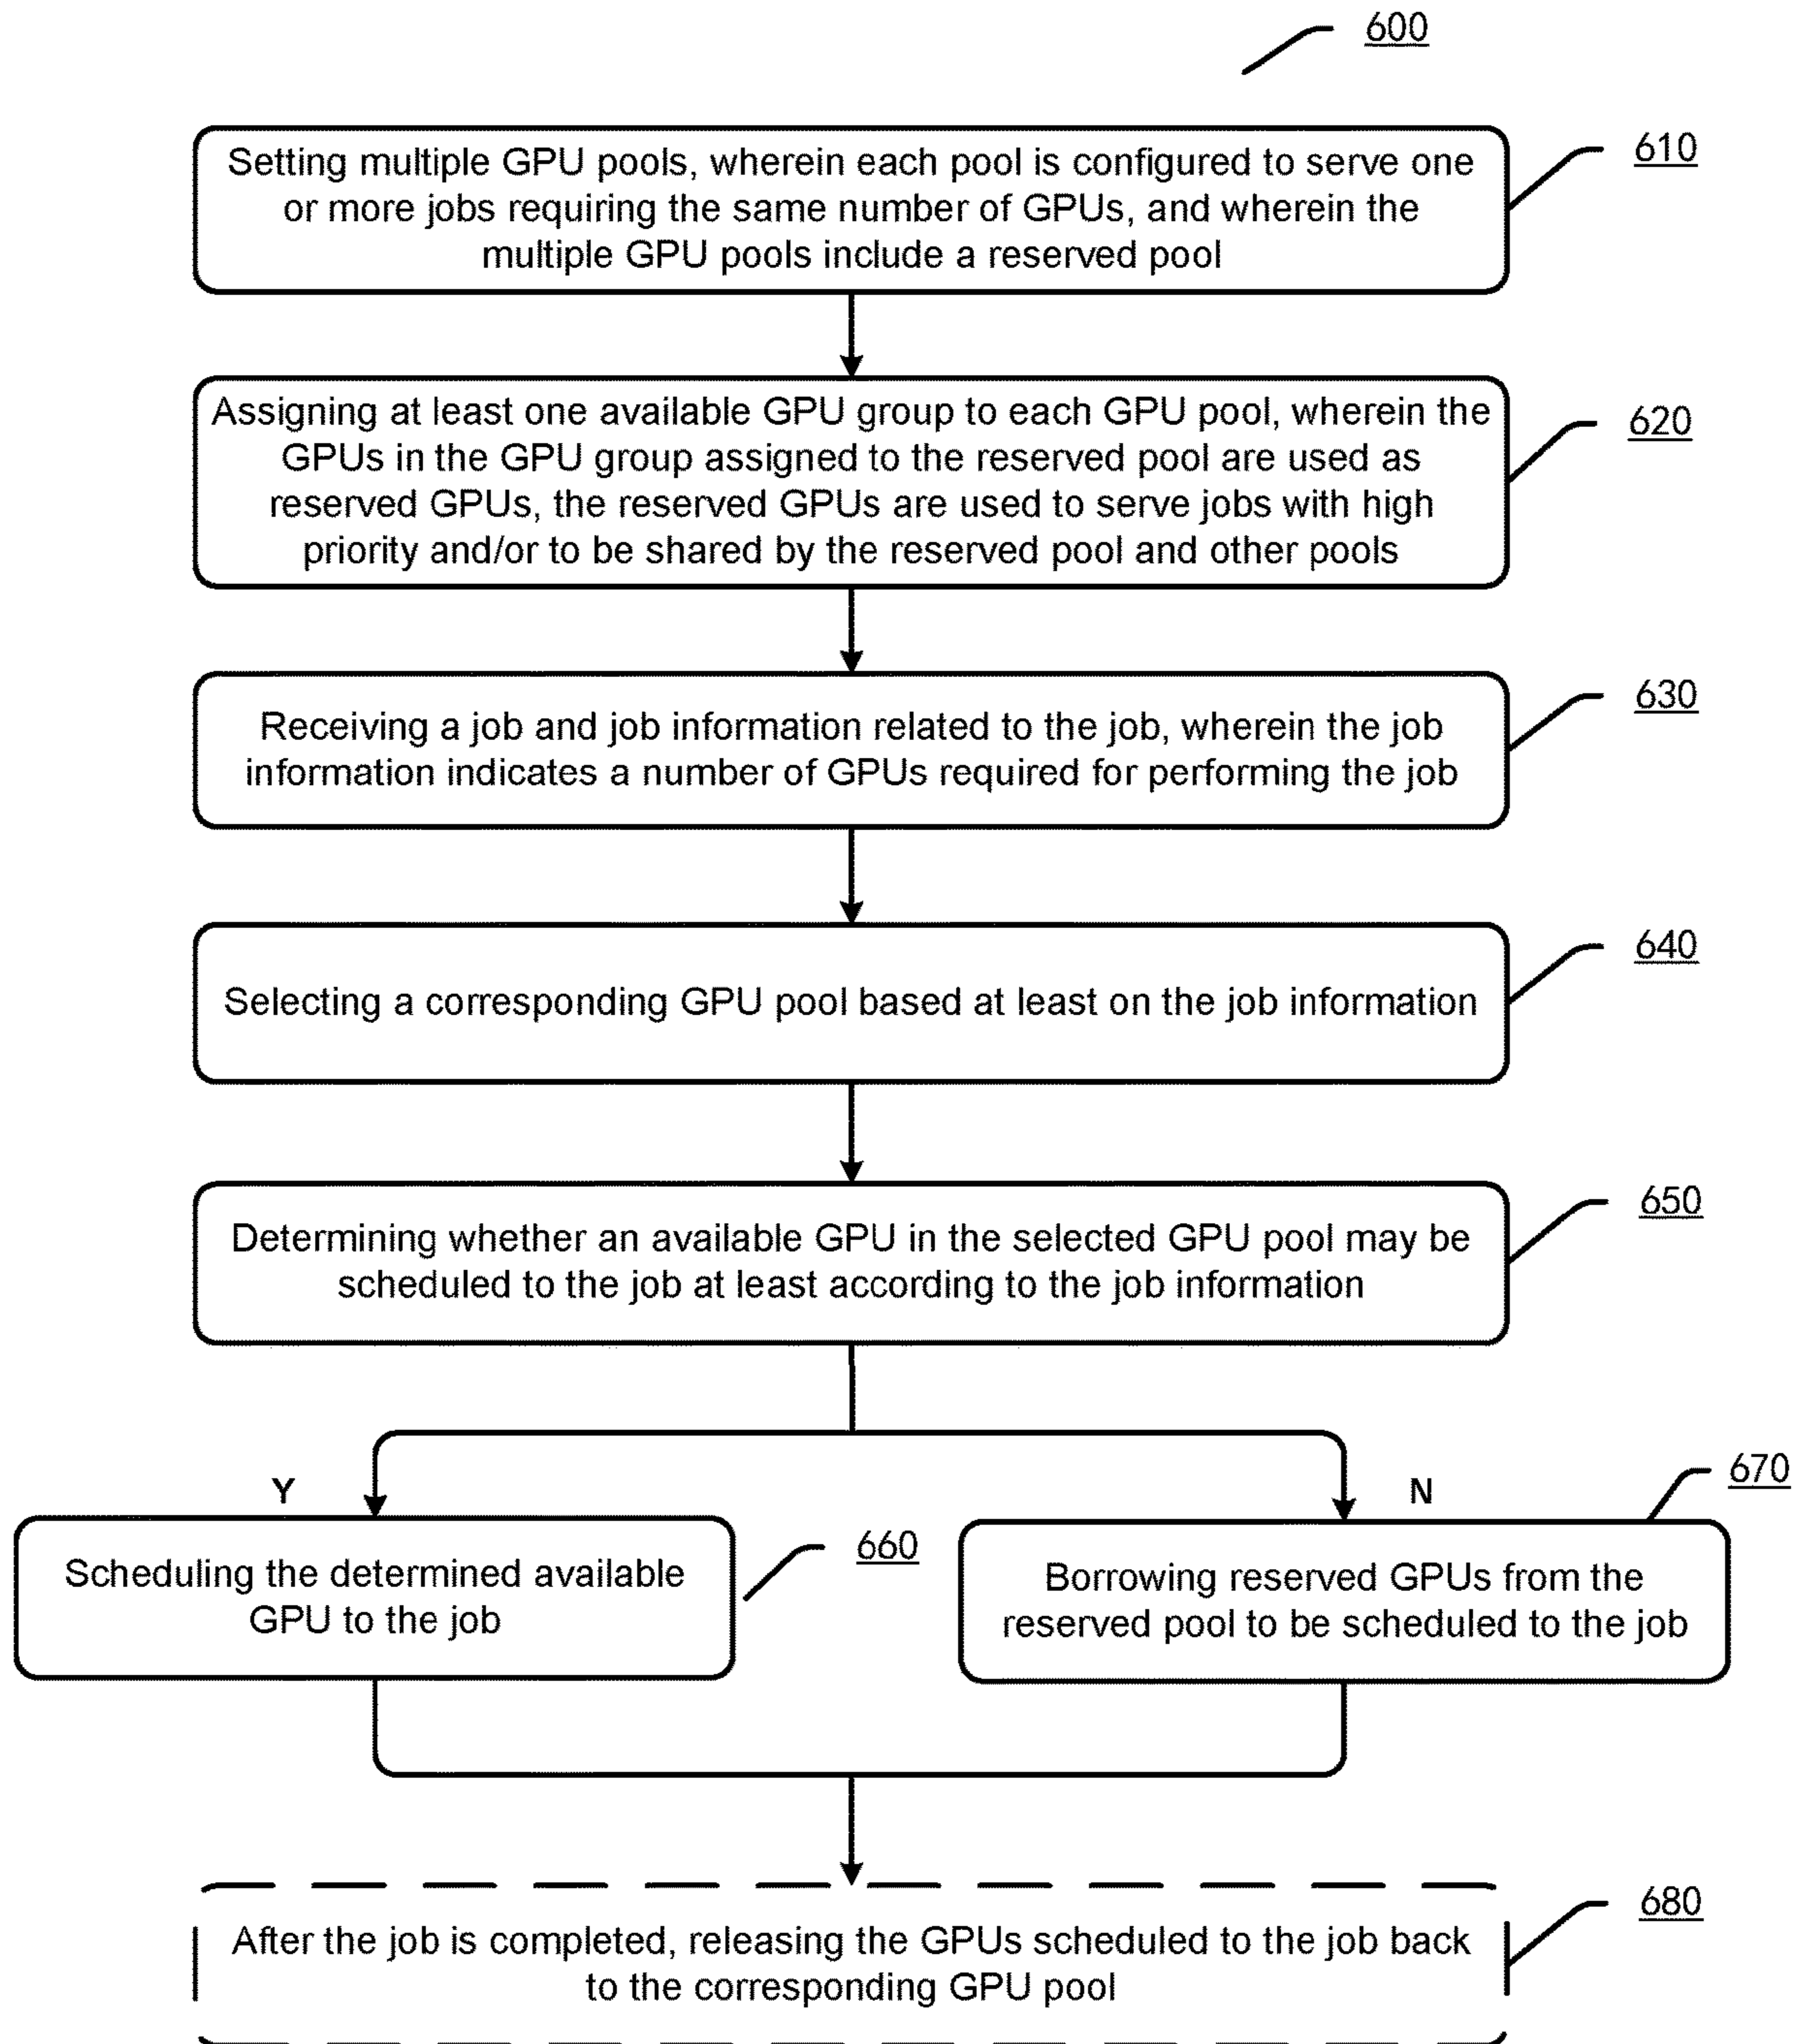 600
Setting multiple GPU pools, wherein each pool is configured to serve one
or more jobs requiring the same number of GPUs, and wherein the
multiple GPU pools include a reserved pool
610
Assigning at least one available GPU group to each GPU pool, wherein the
GPUs in the GPU group assigned to the reserved pool are used as
reserved GPUs, the reserved GPUs are used to serve jobs with high
priority and/or to be shared by the reserved pool and other pools
620
Receiving a job and job information related to the job, wherein the job
information indicates a number of GPUs required for performing the job
630
Selecting a corresponding GPU pool based at least on the job information
640
Determining whether an available GPU in the selected GPU pool may be
scheduled to the job at least according to the job information
650
Y
N
Scheduling the determined available
GPU to the job
660
Borrowing reserved GPUs from the
reserved pool to be scheduled to the job
670
After the job is completed, releasing the GPUs scheduled to the job back
to the corresponding GPU pool
680